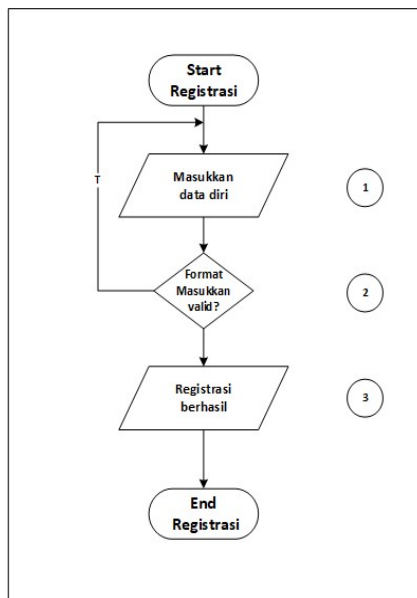 Start
Registrasi
T
Masukkan
data diri
1
Format
Masukkan
valid?
2
Registrasi
berhasil
3
End
Registrasi